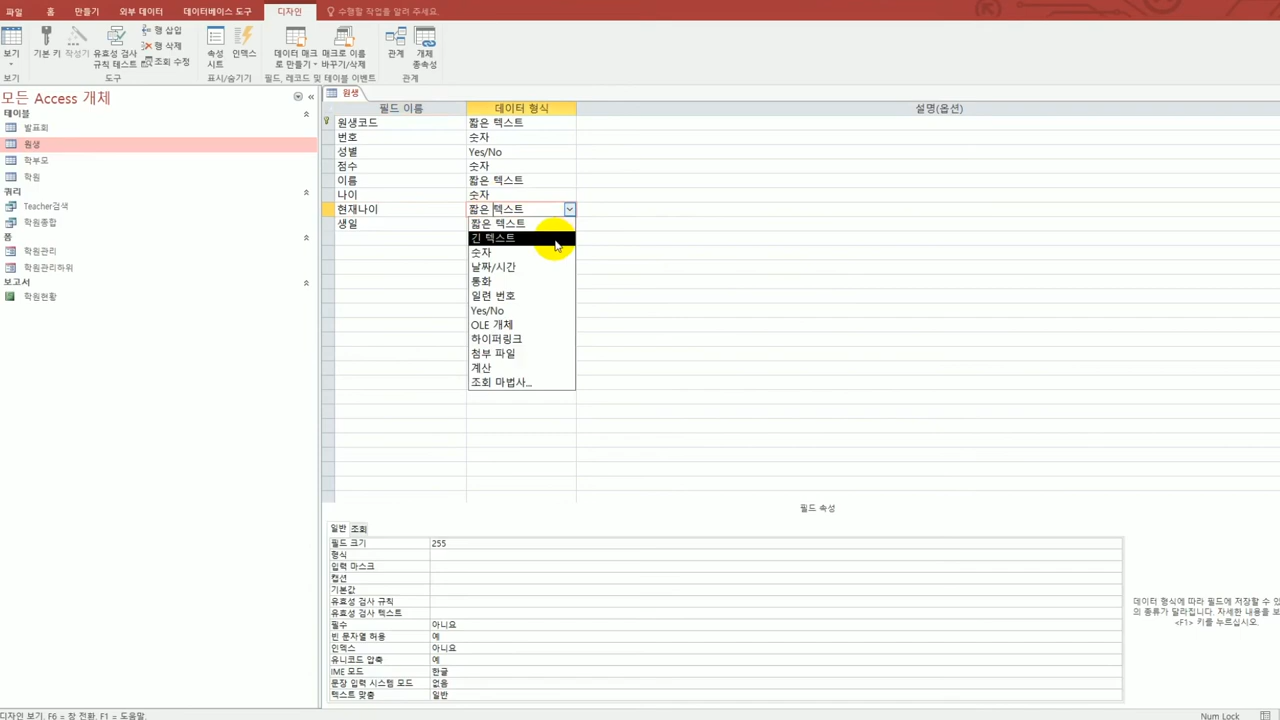 파일 홈 만들기 외부 데이터 데이터베이스 도구 디자인 수행할 작업을 알려 주세요.
보기
기본 키
작성기
유효성 검사
규칙 테스트
행 삽입
행 삭제
조회 수정
속성
시트
인덱스
데이터 매크
로 만들기
매크로 이름
바꾸기/삭제
관계
개체
종속성
보기 도구 표시/숨기기 필드, 레코드 및 테이블 이벤트 관계
모든 Access 개체
테이블
발표회
원생
학부모
학원
쿼리
Teacher검색
학원종합
폼
학원관리
학원관리하위
보고서
학원현황
원생
필드 이름 데이터 형식 설명(옵션)
원생코드 짧은 텍스트
번호 숫자
성별 Yes/No
점수 숫자
이름 짧은 텍스트
나이 숫자
현재나이 짧은 텍스트
생일 짧은 텍스트
긴 텍스트
숫자
날짜/시간
통화
일련 번호
Yes/No
OLE 개체
하이퍼링크
첨부 파일
계산
조회 마법사...
필드 속성
일반 조회
필드 크기 255
형식
입력 마스크
캡션
기본값
유효성 검사 규칙
유효성 검사 텍스트
필수 아니요
빈 문자열 허용 예
인덱스 아니요
유니코드 압축 예
IME 모드 한글
문장 입력 시스템 모드 없음
텍스트 맞춤 일반
데이터 형식에 따라 필드에 저장할 수 있
의 종류가 달라집니다. 자세한 내용을 보
<F1> 키를 누르십시오.
디자인 보기. F6 = 창 전환. F1 = 도움말.
Num Lock